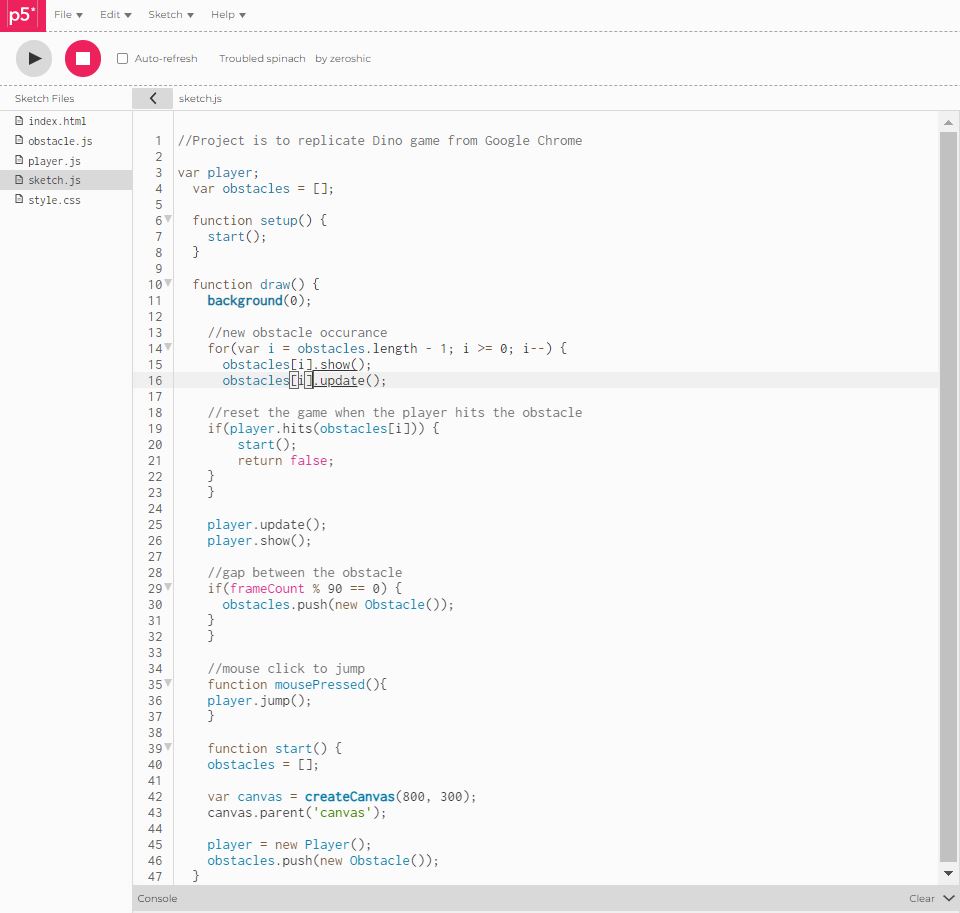 p5*
File Edit Sketch Help
Auto-refresh Troubled spinach by zeroshic
Sketch Files
sketch.js
index.html
obstacle.js
player.js
sketch.js
style.css
1 //Project is to replicate Dino game from Google Chrome
2
3 var player;
4 var obstacles = [];
5
6 function setup() {
7 start();
8 }
9
10 function draw() {
11 background(0);
12
13 //new obstacle occurance
14 for(var i = obstacles.length - 1; i >= 0; i--) {
15 obstacles[i].show();
16 obstacles[i].update();
17
18 //reset the game when the player hits the obstacle
19 if(player.hits(obstacles[i])) {
20 start();
21 return false;
22 }
23 }
24
25 player.update();
26 player.show();
27
28 //gap between the obstacle
29 if(frameCount % 90 == 0) {
30 obstacles.push(new Obstacle());
31 }
32 }
33
34 //mouse click to jump
35 function mousePressed(){
36 player.jump();
37 }
38
39 function start() {
40 obstacles = [];
41
42 var canvas = createCanvas(800, 300);
43 canvas.parent('canvas');
44
45 player = new Player();
46 obstacles.push(new Obstacle());
47 }
Console Clear